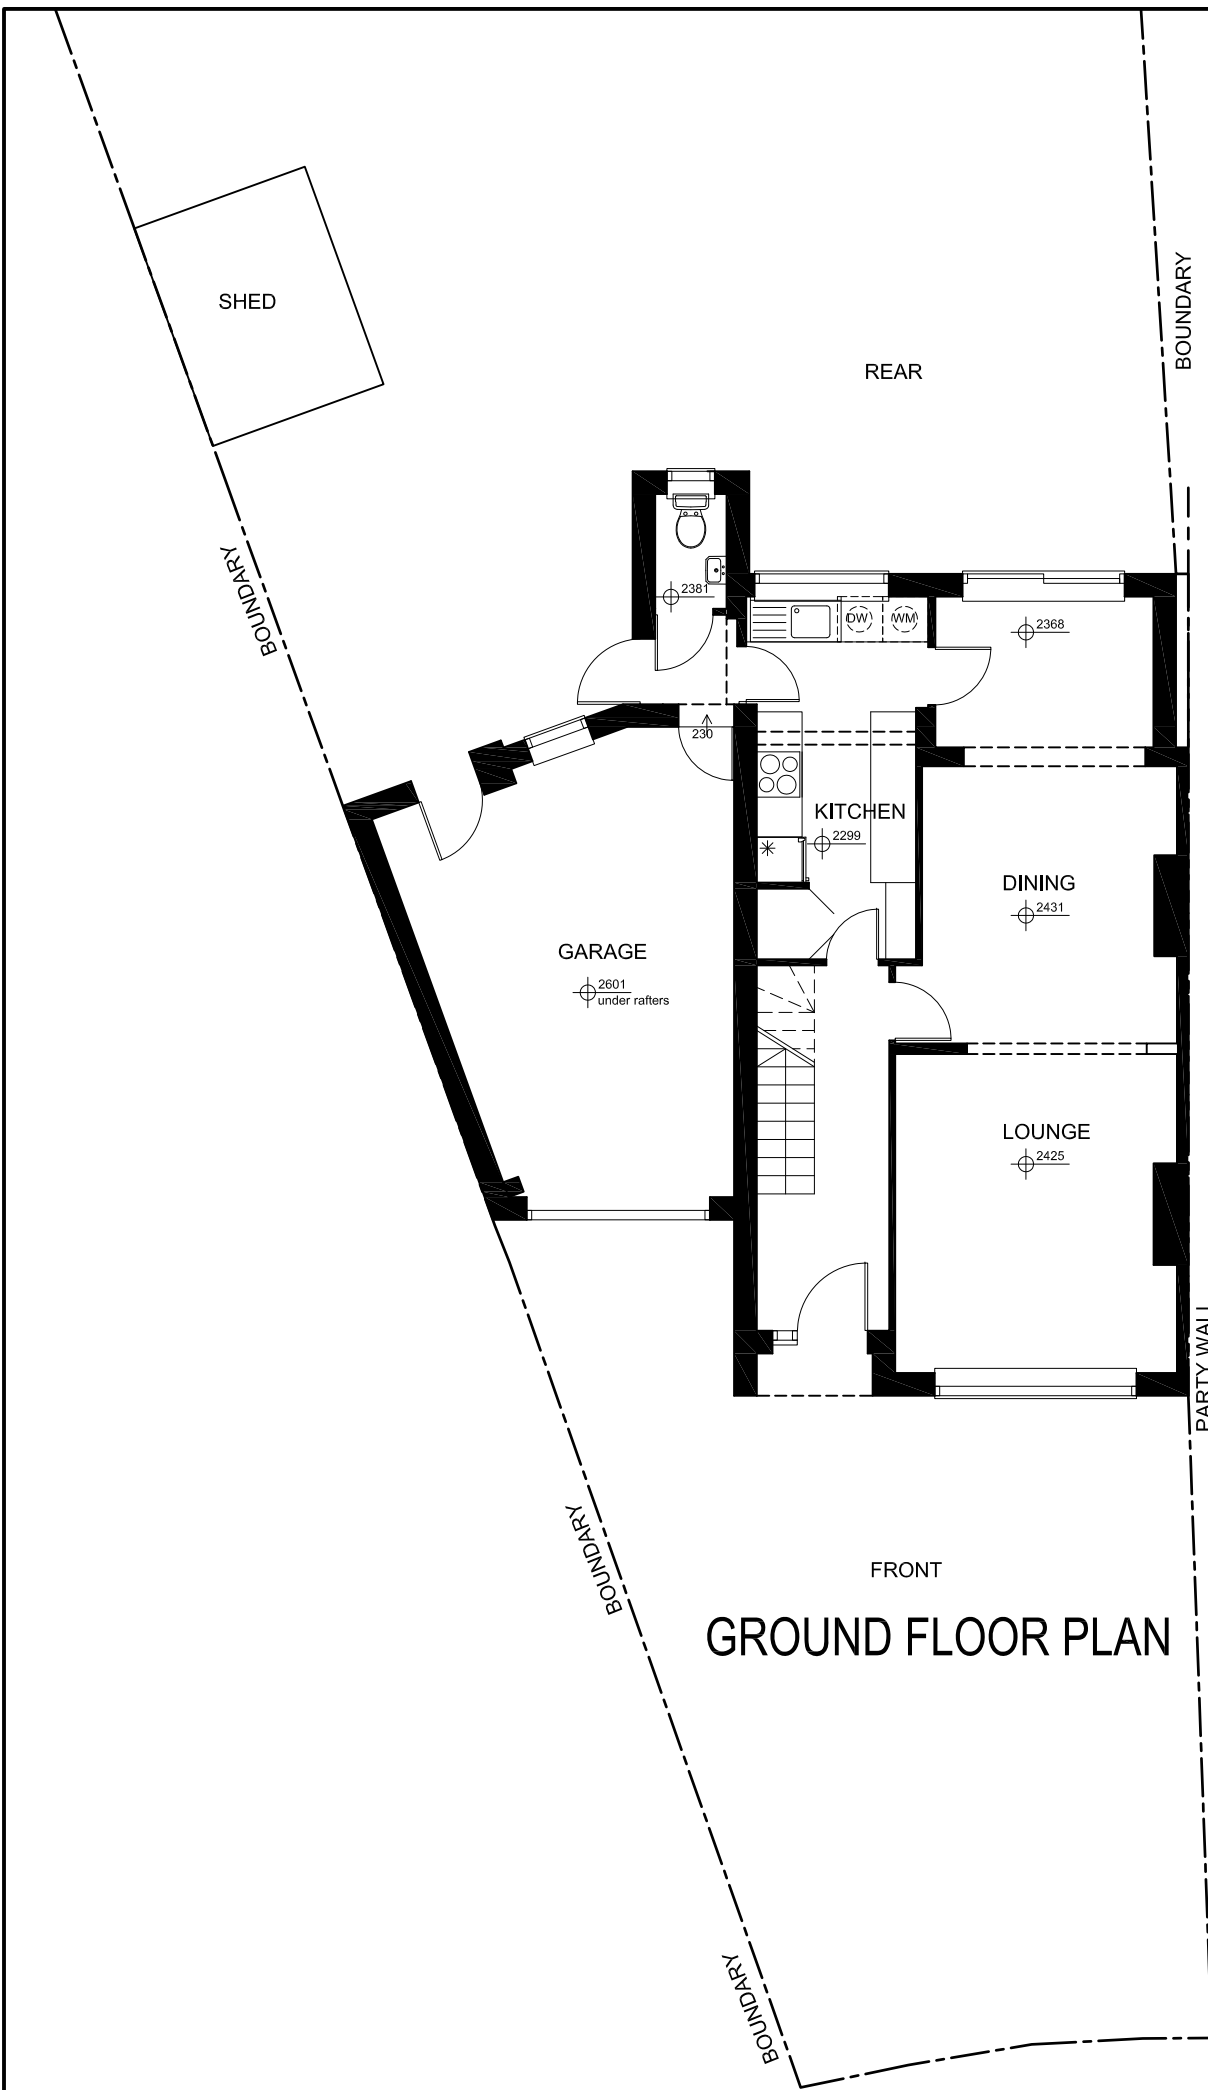 BOUNDARY
SHED
REAR
BOUNDARY
2381
DW
WM
2368
230
KITCHEN
2299
DINING
2431
GARAGE
2601
under rafters
LOUNGE
2425
PARTY WALL
BOUNDARY
FRONT
GROUND FLOOR PLAN
BOUNDARY